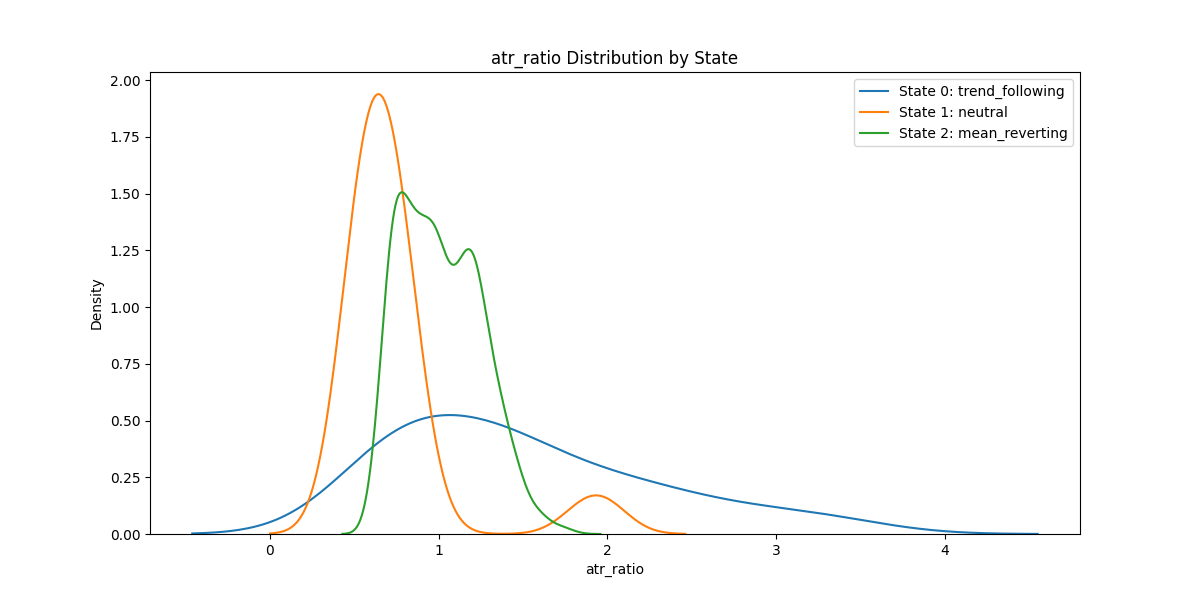 atr_ratio Distribution by State
State 0: trend_following
State 1: neutral
State 2: mean_reverting
Density
2.00
1.75
1.50
1.25
1.00
0.75
0.50
0.25
0.00
0 1 2 3 4
atr_ratio